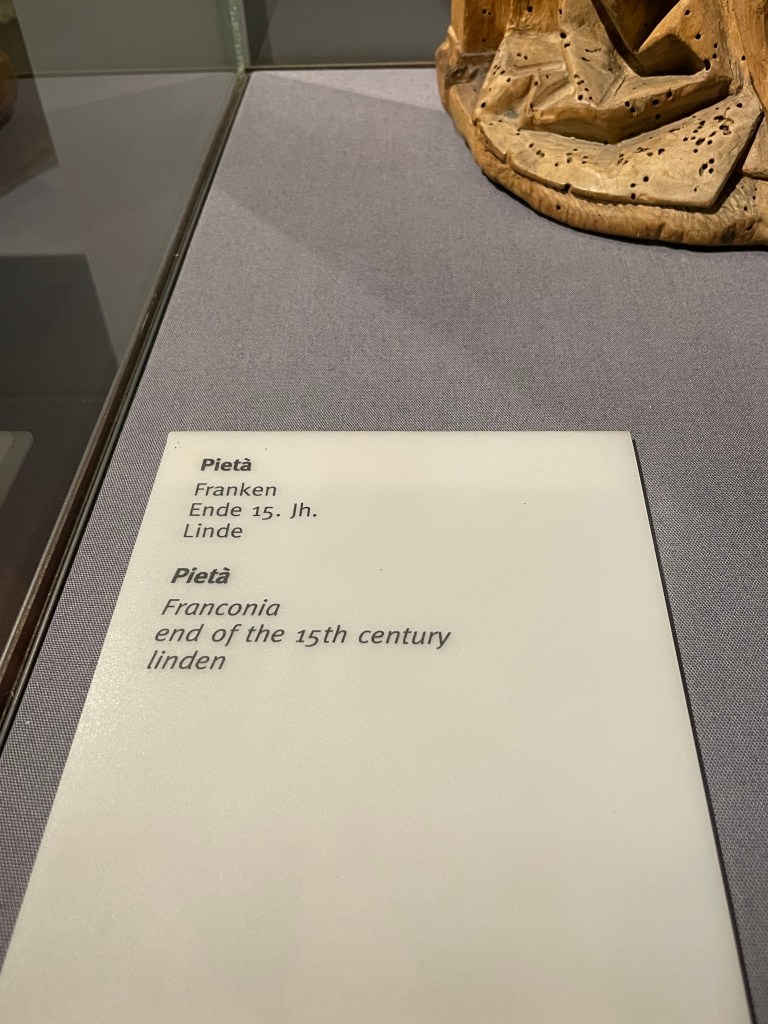 Pietà
Franken
Ende 15. Jh.
Linde
Pietà
Franconia
end of the 15th century
linden